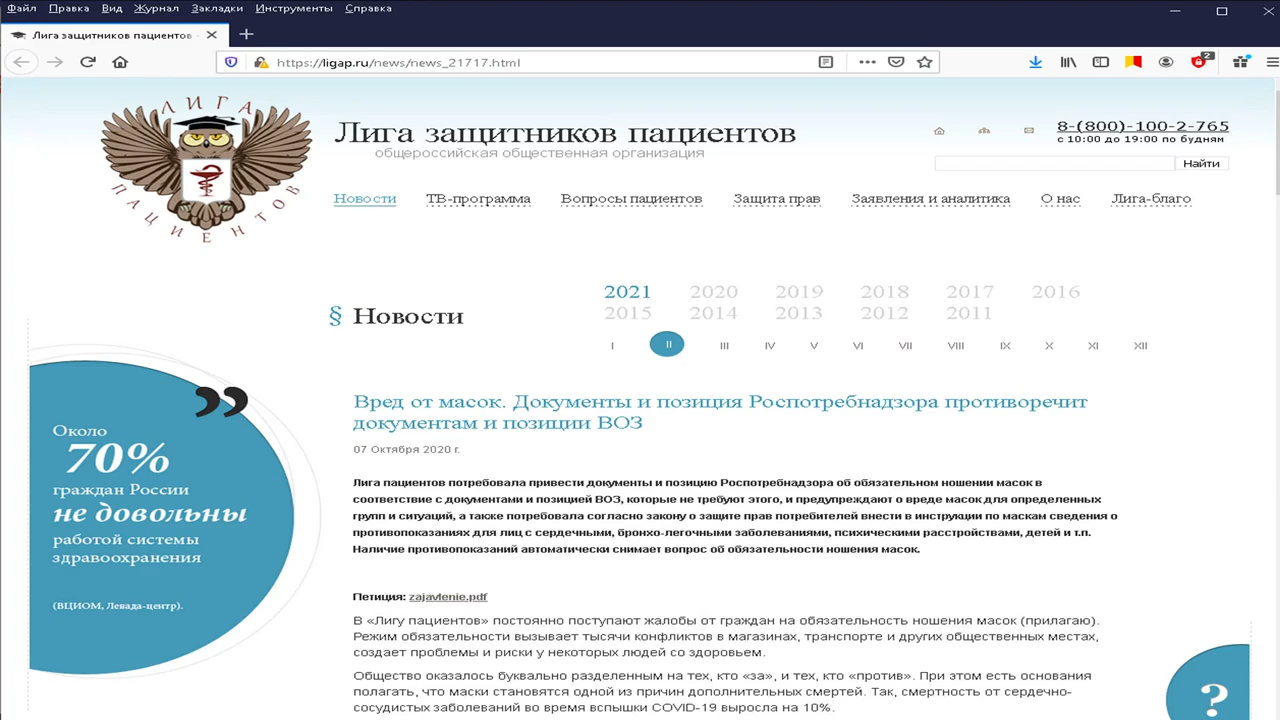 Файл Правка Вид Журнал Закладки Инструменты Справка
Лига защитников пациентов
https://ligap.ru/news/news_21717.html
2
ЛИГА ПАЦИЕНТОВ
Лига защитников пациентов
общероссийская общественная организация
8-(800)-100-2-765
с 10:00 до 19:00 по будням
Найти
Новости ТВ-программа Вопросы пациентов Защита прав Заявления и аналитика О нас Лига-благо
§ Новости
2021 2020 2019 2018 2017 2016
2015 2014 2013 2012 2011
I II III IV V VI VII VIII IX X XI XII
Вред от масок. Документы и позиция Роспотребнадзора противоречит
документам и позиции ВОЗ
07 Октября 2020 г.
Лига пациентов потребовала привести документы и позицию Роспотребнадзора об обязательном ношении масок в
соответствие с документами и позицией ВОЗ, которые не требуют этого, и предупреждают о вреде масок для определенных
групп и ситуаций, а также потребовала согласно закону о защите прав потребителей внести в инструкции по маскам сведения о
противопоказаниях для лиц с сердечными, бронхо-легочными заболеваниями, психическими расстройствами, детей и т.п.
Наличие противопоказаний автоматически снимает вопрос об обязательности ношения масок.
Петиция: zajavlenie.pdf
В «Лигу пациентов» постоянно поступают жалобы от граждан на обязательность ношения масок (прилагаю).
Режим обязательности вызывает тысячи конфликтов в магазинах, транспорте и других общественных местах,
создает проблемы и риски у некоторых людей со здоровьем.
Общество оказалось буквально разделенным на тех, кто «за», и тех, кто «против». При этом есть основания
полагать, что маски становятся одной из причин дополнительных смертей. Так, смертность от сердечно-
сосудистых заболеваний во время вспышки COVID-19 выросла на 10%.
”
Около
70%
граждан России
не довольны
работой системы
здравоохранения
(ВЦИОМ, Левада-центр).
?